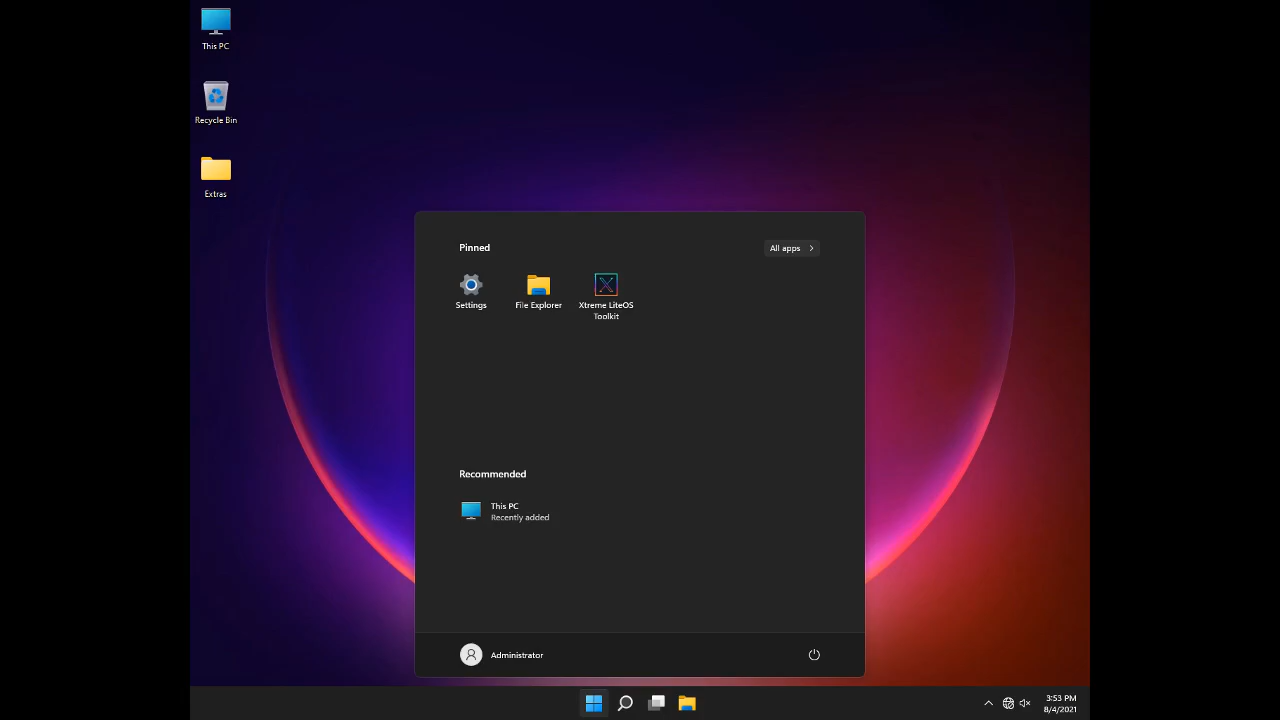 This PC
Recycle Bin
Extras
Pinned
All apps
Settings
File Explorer
Xtreme LiteOS
Toolkit
Recommended
This PC
Recently added
Administrator
3:53 PM
8/4/2021